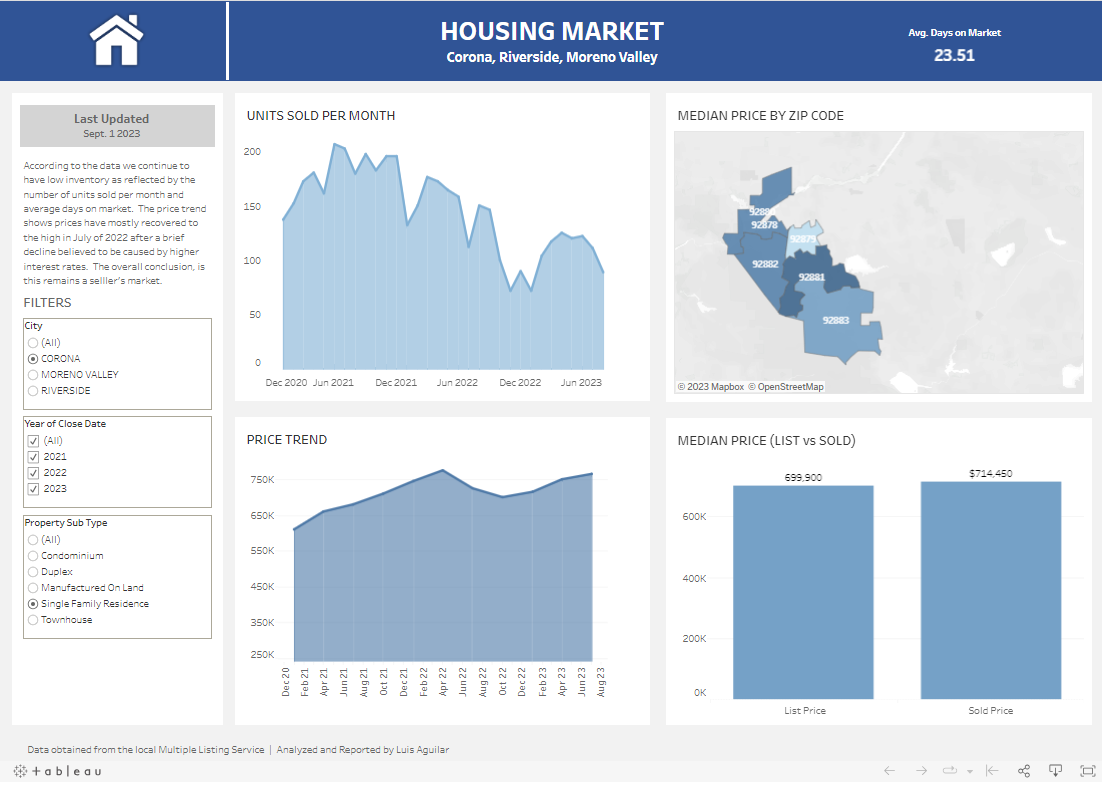 HOUSING MARKET
Corona, Riverside, Moreno Valley
Avg. Days on Market
23.51
Last Updated
Sept. 1 2023
According to the data we continue to
have low inventory as reflected by the
number of units sold per month and
average days on market. The price trend
shows prices have mostly recovered to
the high in July of 2022 after a brief
decline believed to be caused by higher
interest rates. The overall conclusion, is
this remains a selller's market.
FILTERS
City
(All)
CORONA
MORENO VALLEY
RIVERSIDE
Year of Close Date
(All)
2021
2022
2023
Property Sub Type
(All)
Condominium
Duplex
Manufactured On Land
Single Family Residence
Townhouse
UNITS SOLD PER MONTH
200
150
100
50
0
Dec 2020 Jun 2021 Dec 2021 Jun 2022 Dec 2022 Jun 2023
MEDIAN PRICE BY ZIP CODE
92878
92879
92882
92881
92883
© 2023 Mapbox © OpenStreetMap
PRICE TREND
750K
650K
550K
450K
350K
250K
Dec 20 Feb 21 Apr 21 Jun 21 Aug 21 Oct 21 Dec 21 Feb 22 Apr 22 Jun 22 Aug 22 Oct 22 Dec 22 Feb 23 Apr 23 Jun 23 Aug 23
MEDIAN PRICE (LIST vs SOLD)
699,900
$714,450
600K
400K
200K
0K
List Price
Sold Price
Data obtained from the local Multiple Listing Service | Analyzed and Reported by Luis Aguilar
+ a b | e a u